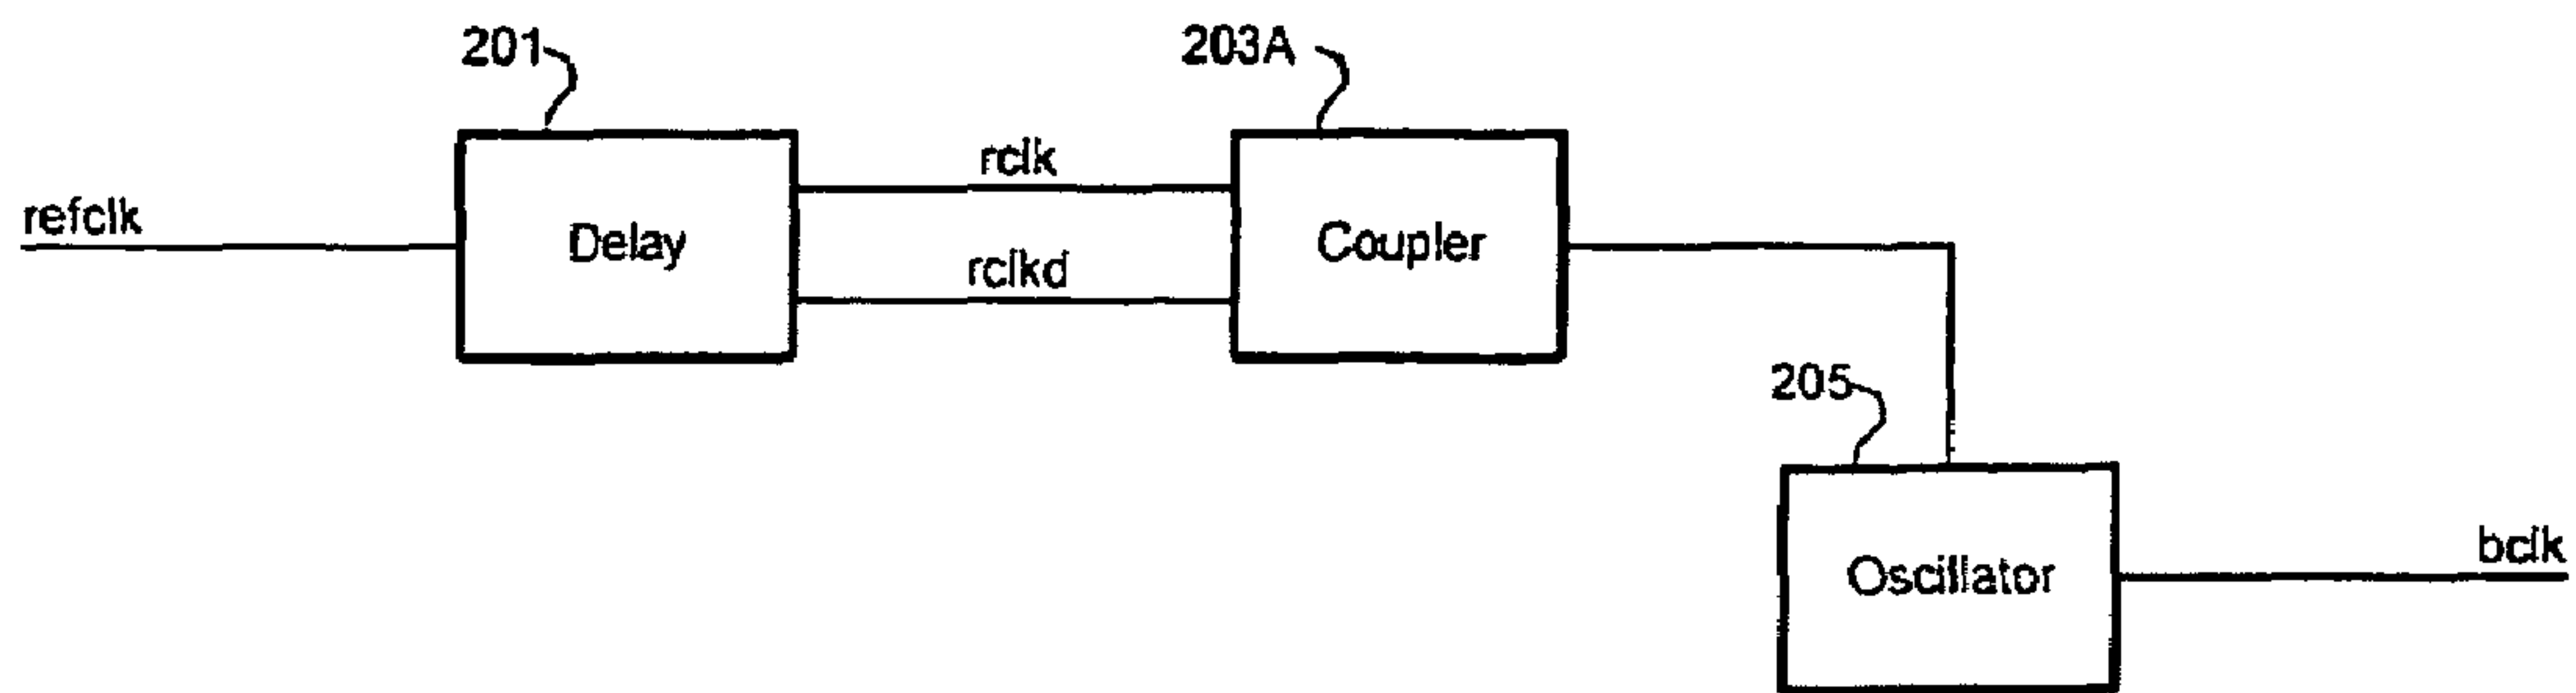 201
203A
rclk
refclk
Delay
Coupler
rclkd
205
Oscillator
bclk